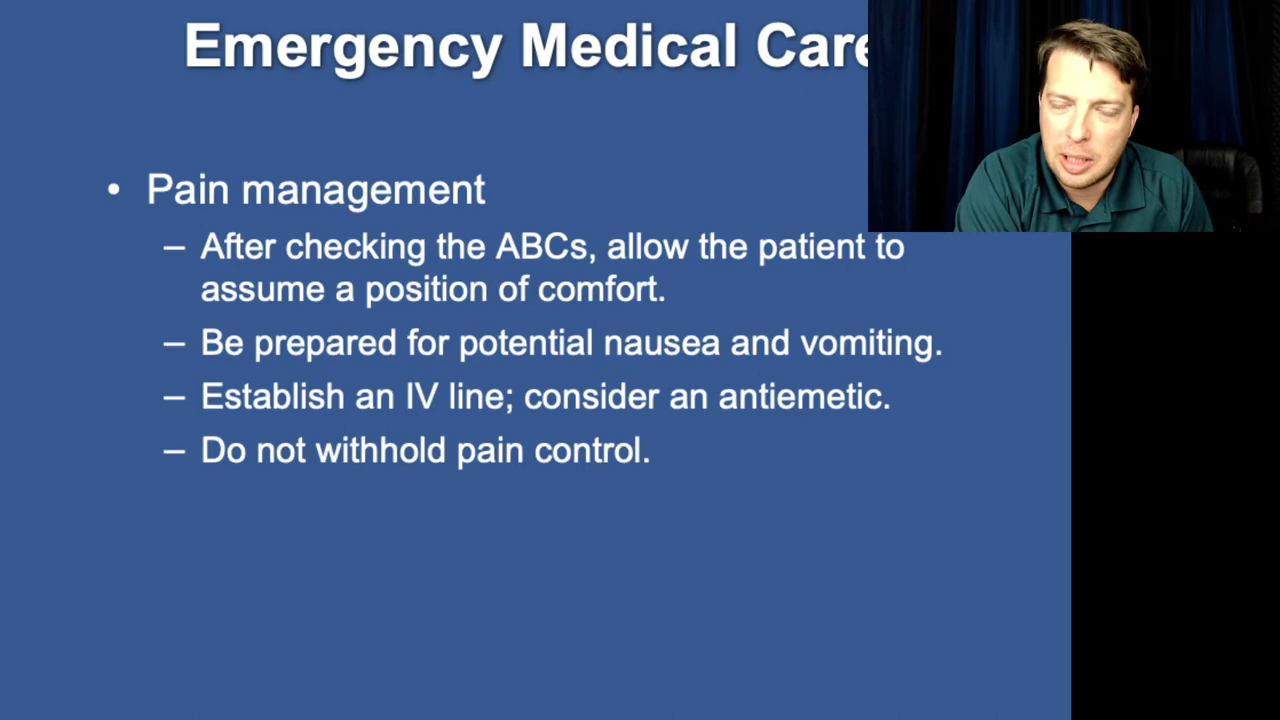 Emergency Medical Care
• Pain management
– After checking the ABCs, allow the patient to
assume a position of comfort.
– Be prepared for potential nausea and vomiting.
– Establish an IV line; consider an antiemetic.
– Do not withhold pain control.